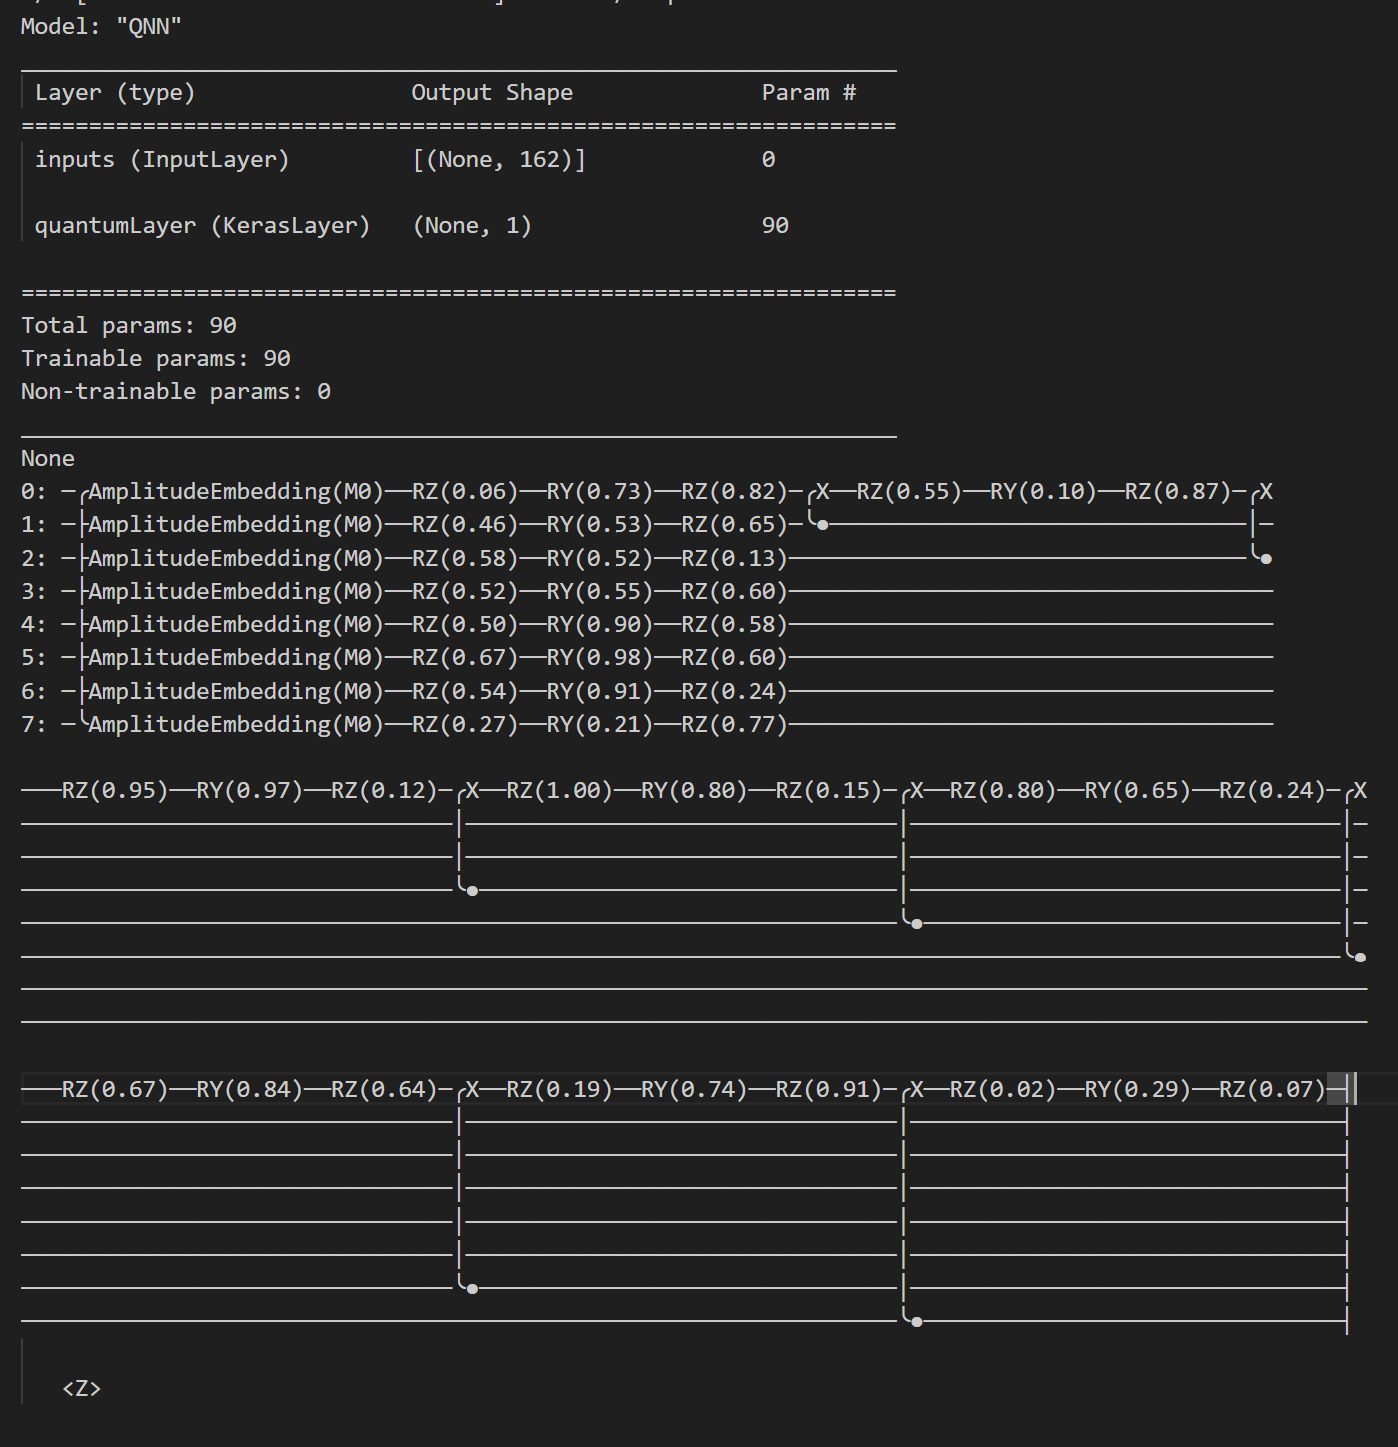 Model: "QNN"
_________________________________________________________________
 Layer (type)                Output Shape              Param #
=================================================================
 inputs (InputLayer)         [(None, 162)]             0

 quantumLayer (KerasLayer)   (None, 1)                 90

=================================================================
Total params: 90
Trainable params: 90
Non-trainable params: 0
_________________________________________________________________
None
0: ─╭AmplitudeEmbedding(M0)──RZ(0.06)──RY(0.73)──RZ(0.82)─╭X──RZ(0.55)──RY(0.10)──RZ(0.87)─╭X
1: ─├AmplitudeEmbedding(M0)──RZ(0.46)──RY(0.53)──RZ(0.65)─╰●───────────────────────────────│─
2: ─├AmplitudeEmbedding(M0)──RZ(0.58)──RY(0.52)──RZ(0.13)──────────────────────────────────╰●
3: ─├AmplitudeEmbedding(M0)──RZ(0.52)──RY(0.55)──RZ(0.60)────────────────────────────────────
4: ─├AmplitudeEmbedding(M0)──RZ(0.50)──RY(0.90)──RZ(0.58)────────────────────────────────────
5: ─├AmplitudeEmbedding(M0)──RZ(0.67)──RY(0.98)──RZ(0.60)────────────────────────────────────
6: ─├AmplitudeEmbedding(M0)──RZ(0.54)──RY(0.91)──RZ(0.24)────────────────────────────────────
7: ─╰AmplitudeEmbedding(M0)──RZ(0.27)──RY(0.21)──RZ(0.77)────────────────────────────────────

───RZ(0.95)──RY(0.97)──RZ(0.12)─╭X──RZ(1.00)──RY(0.80)──RZ(0.15)─╭X──RZ(0.80)──RY(0.65)──RZ(0.24)─╭X
────────────────────────────────│────────────────────────────────│────────────────────────────────│─
────────────────────────────────│────────────────────────────────│────────────────────────────────│─
────────────────────────────────╰●───────────────────────────────│────────────────────────────────│─
─────────────────────────────────────────────────────────────────╰●───────────────────────────────│─
──────────────────────────────────────────────────────────────────────────────────────────────────╰●
────────────────────────────────────────────────────────────────────────────────────────────────────
────────────────────────────────────────────────────────────────────────────────────────────────────

───RZ(0.67)──RY(0.84)──RZ(0.64)─╭X──RZ(0.19)──RY(0.74)──RZ(0.91)─╭X──RZ(0.02)──RY(0.29)──RZ(0.07)─┤
────────────────────────────────│────────────────────────────────│────────────────────────────────┤
────────────────────────────────│────────────────────────────────│────────────────────────────────┤
────────────────────────────────│────────────────────────────────│────────────────────────────────┤
────────────────────────────────│────────────────────────────────│────────────────────────────────┤
────────────────────────────────│────────────────────────────────│────────────────────────────────┤
────────────────────────────────╰●───────────────────────────────│────────────────────────────────┤
─────────────────────────────────────────────────────────────────╰●───────────────────────────────┤

   <Z>